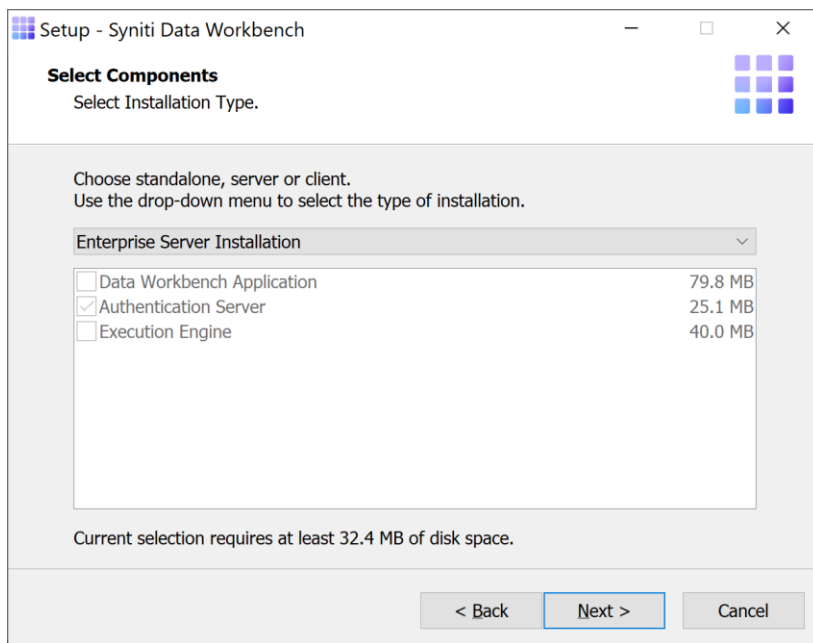 Setup - Syniti Data Workbench
Select Components
Select Installation Type.
Choose standalone, server or client.
Use the drop-down menu to select the type of installation.
Enterprise Server Installation
Data Workbench Application 79.8 MB
Authentication Server 25.1 MB
Execution Engine 40.0 MB
Current selection requires at least 32.4 MB of disk space.
< Back Next > Cancel